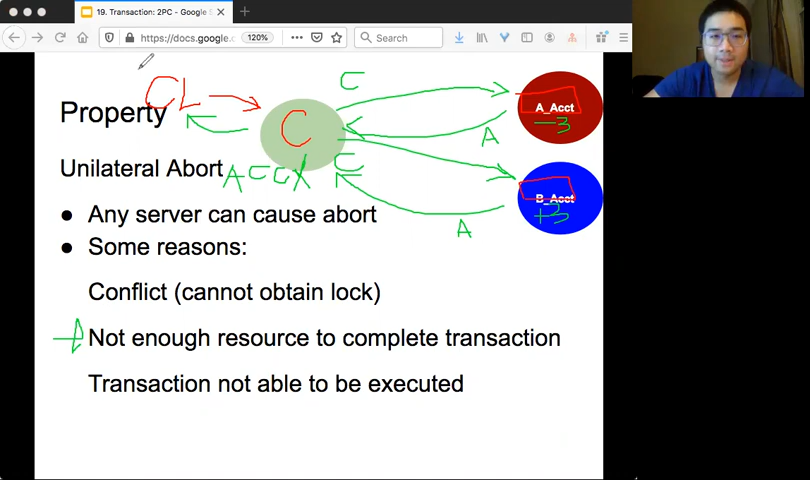 19. Transaction: 2PC - Google
https://docs.google.
120%
Search
CL
C
C
A_Acct
-3
A
Property
C
B_Acct
+3
A
Unilateral Abort
● Any server can cause abort
● Some reasons:
Conflict (cannot obtain lock)
Not enough resource to complete transaction
Transaction not able to be executed